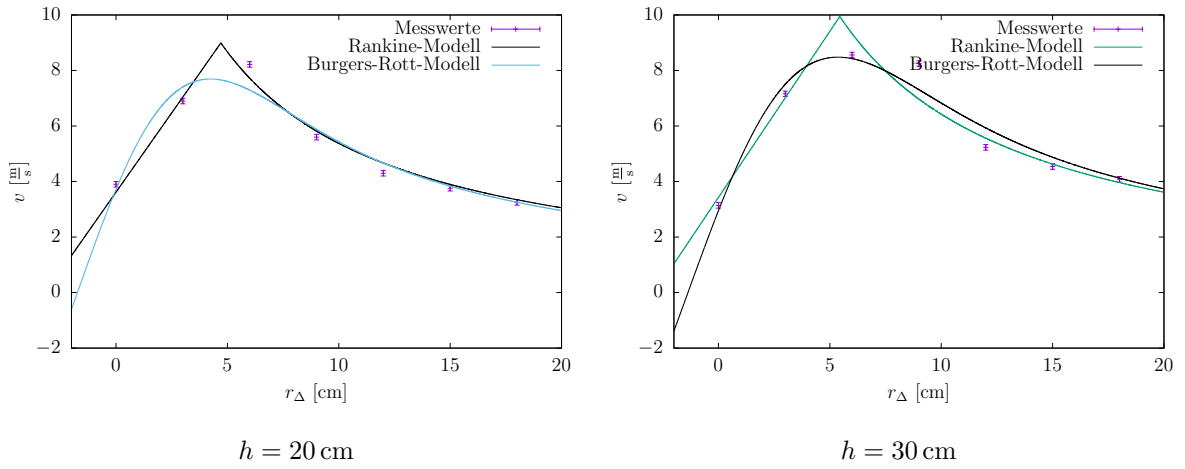 10
8
6
4
2
0
−2
0
5
10
15
20
v [m/s]
r_Δ [cm]
Messwerte
Rankine-Modell
Burgers-Rott-Modell
h = 20 cm
10
8
6
4
2
0
−2
0
5
10
15
20
v [m/s]
r_Δ [cm]
Messwerte
Rankine-Modell
Burgers-Rott-Modell
h = 30 cm